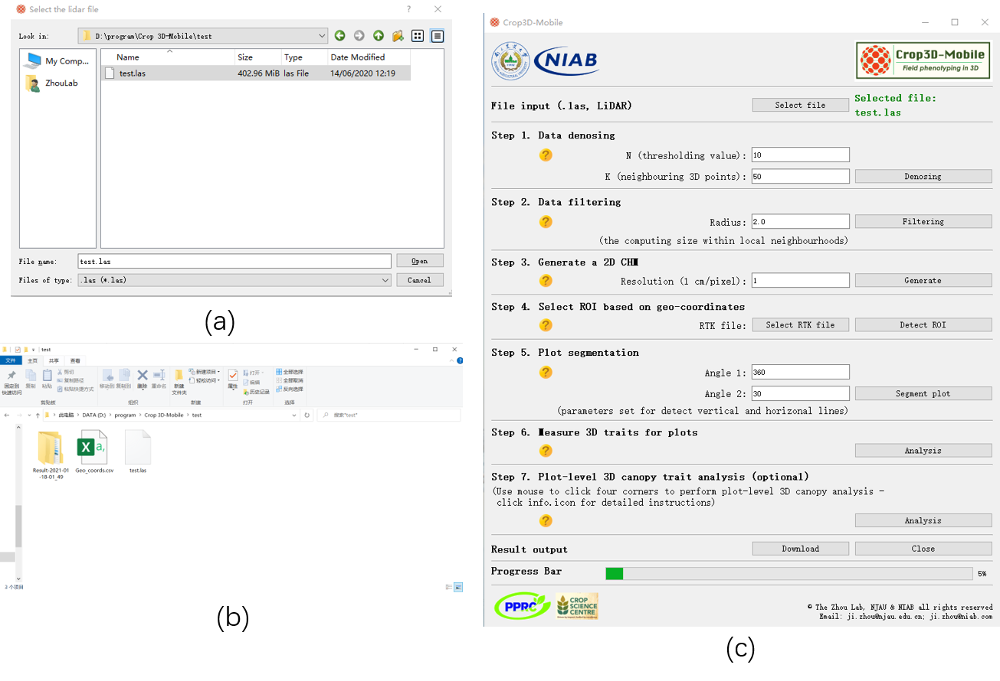 Select the lidar file
Look in:
D:\program\Crop 3D-Mobile\test
My Comp...
ZhouLab
Name Size Type Date Modified
test.las 402.96 MiB las File 14/06/2020 12:19
File name: test.las Open
Files of type: .las (*.las) Cancel
(a)
test
文件 主页 共享 查看
固定到快速访问
复制
粘贴
剪切
复制路径
粘贴快捷方式
剪贴板
移动到 复制到 删除 重命名
组织
新建文件夹
新建项目
轻松访问
新建
属性
打开
编辑
历史记录
打开
全部选择
全部取消
反向选择
选择
此电脑 > DATA (D:) > program > Crop 3D-Mobile > test
搜索"test"
Result-2021-01
-18-01_49
Geo_coords.csv
test.las
3 个项目
(b)
Crop3D-Mobile
NIAB
Crop3D-Mobile
Field phenotyping in 3D
File input (.las, LiDAR) Select file
Selected file:
test.las
Step 1. Data denosing
N (thresholding value): 10
K (neighbouring 3D points): 50 Denosing
Step 2. Data filtering
Radius: 2.0 Filtering
(the computing size within local neighbourhoods)
Step 3. Generate a 2D CHM
Resolution (1 cm/pixel): 1 Generate
Step 4. Select ROI based on geo-coordinates
RTK file: Select RTK file Detect ROI
Step 5. Plot segmentation
Angle 1: 360
Angle 2: 30 Segment plot
(parameters set for detect vertical and horizonal lines)
Step 6. Measure 3D traits for plots
Analysis
Step 7. Plot-level 3D canopy trait analysis (optional)
(Use mouse to click four corners to perform plot-level 3D canopy analysis -
click info.icon for detailed instructions)
Analysis
Result output Download Close
Progress Bar 5%
PPRC
CROP
SCIENCE
CENTRE
© The Zhou Lab, NJAU & NIAB all rights reserved
Email: ji.zhou@njau.edu.cn; ji.zhou@niab.com
(c)